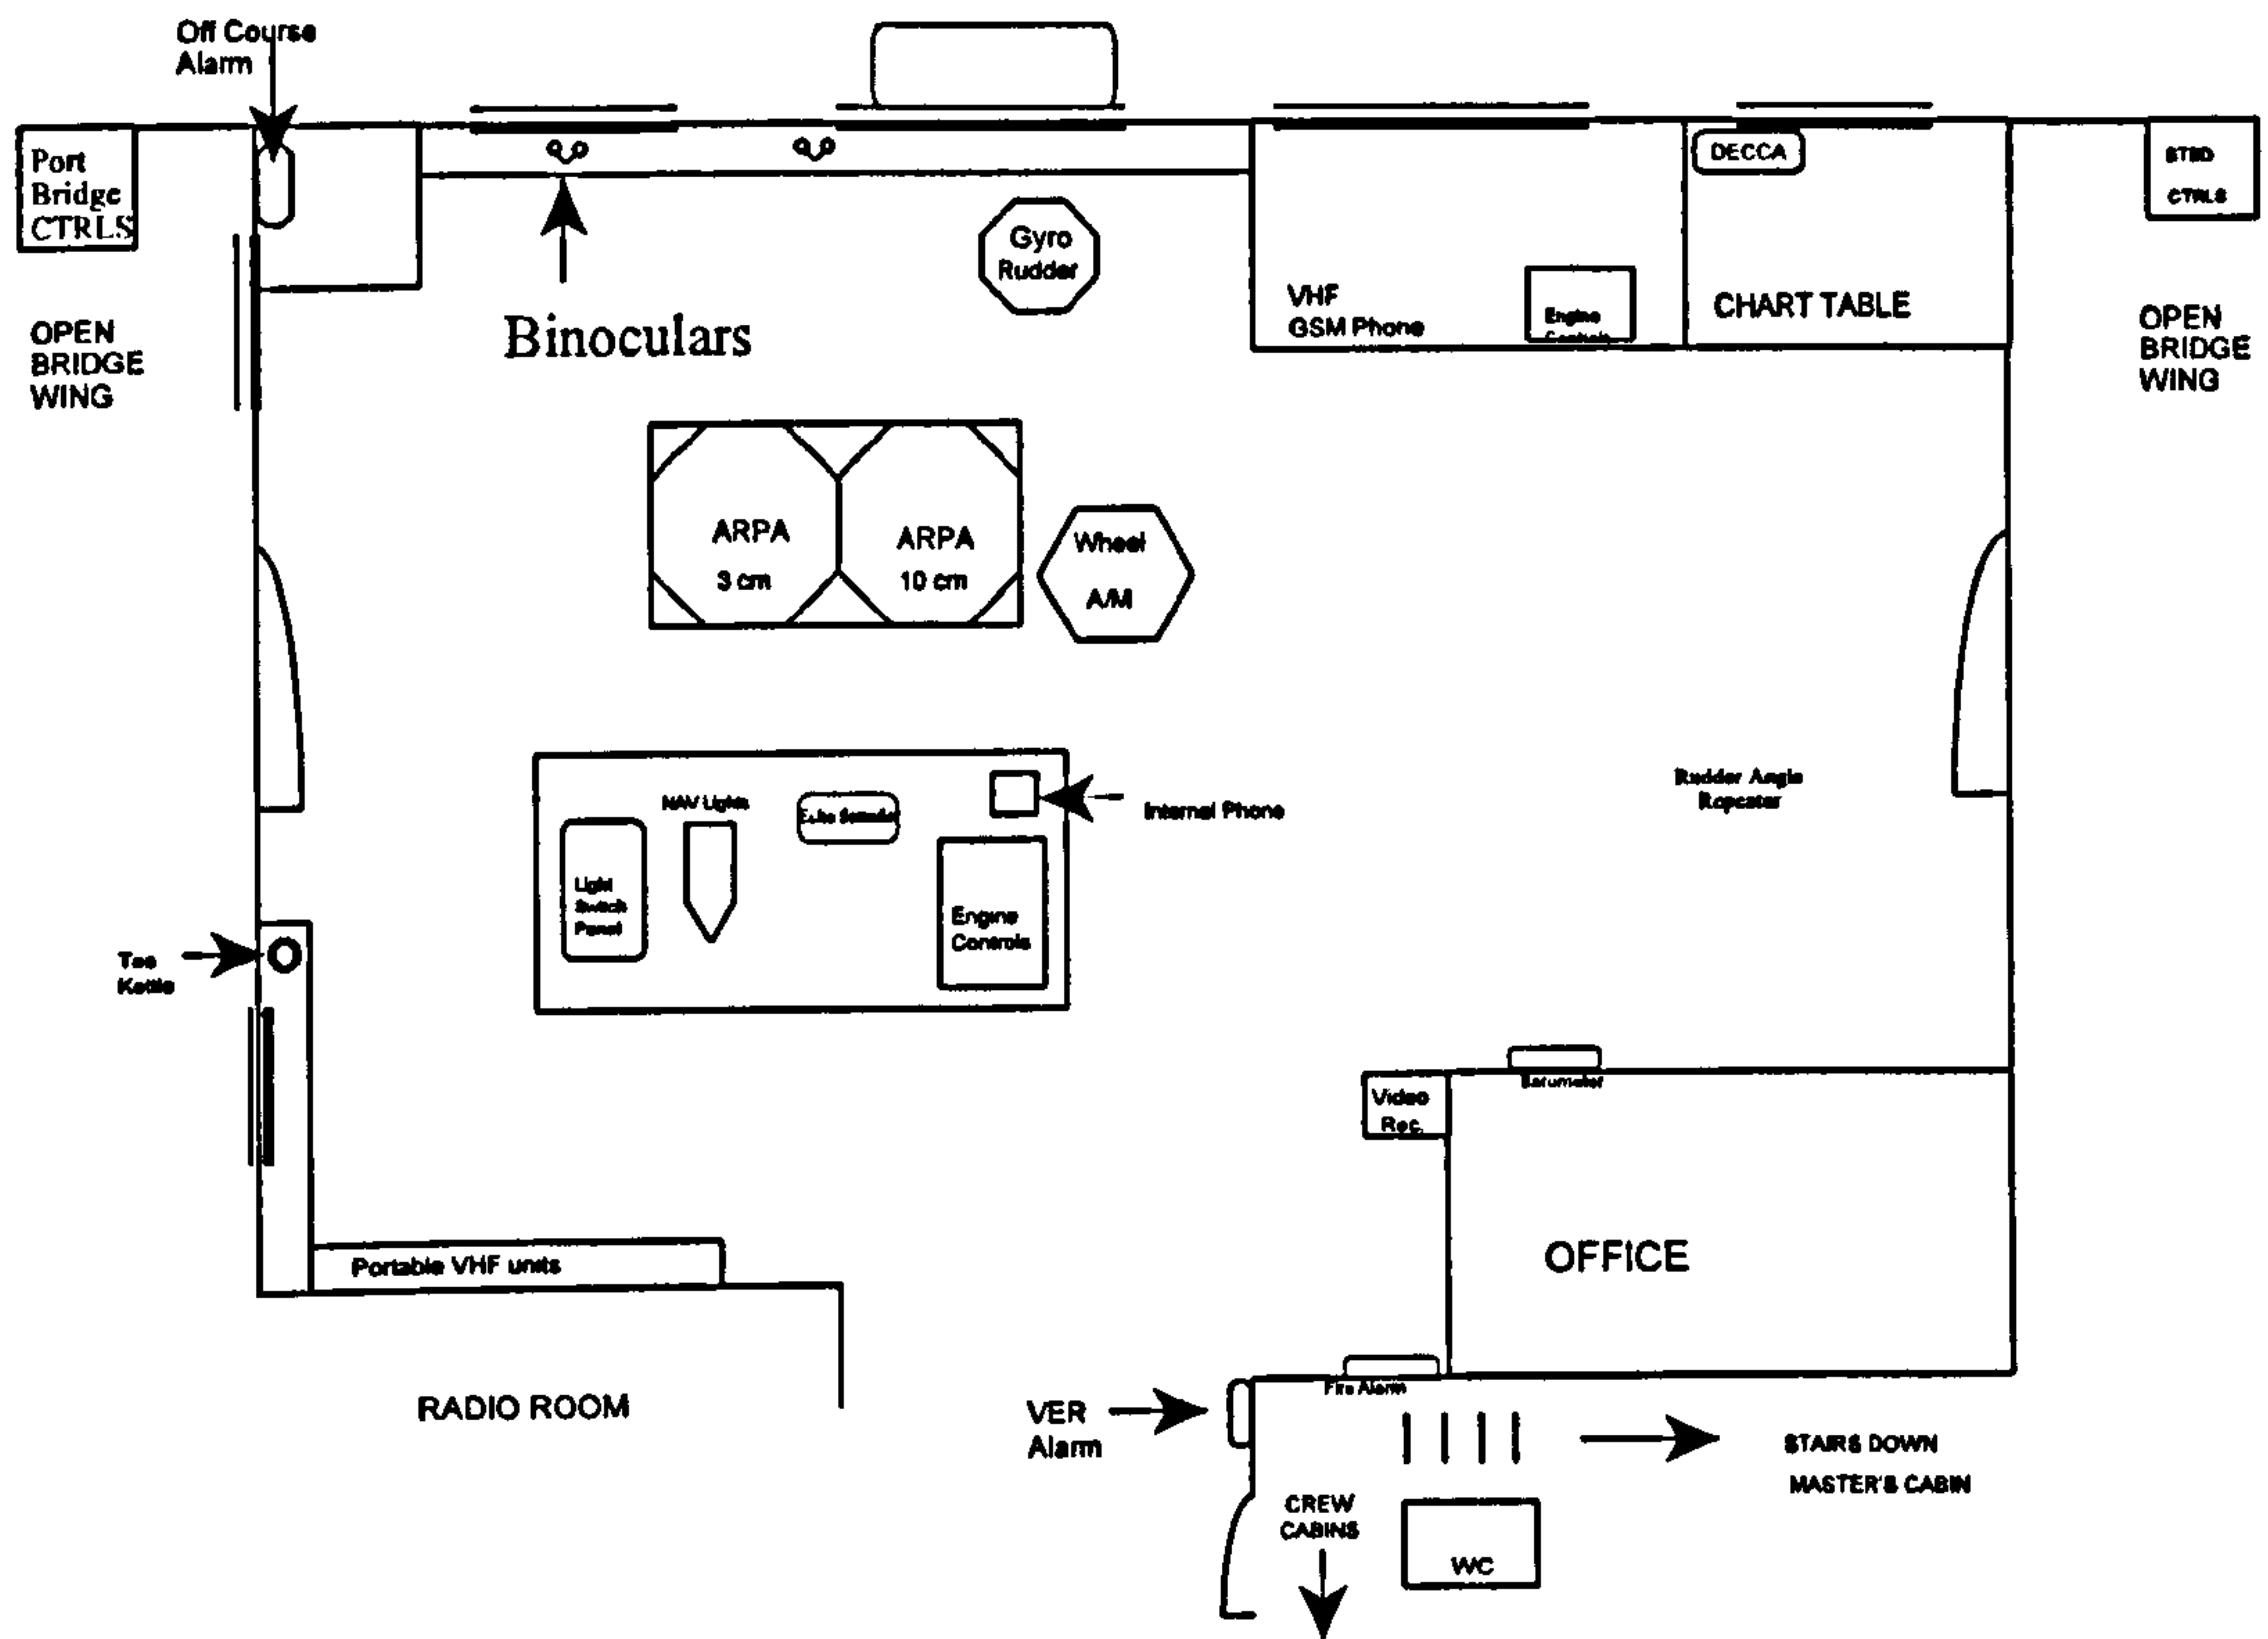 Off Course
Alarm
Port
Bridge
CTRLS
DECCA
STBD
CTRLS
Gyro
Rudder
VHF
GSM Phone
Engine
Controls
CHART TABLE
OPEN
BRIDGE
WING
Binoculars
OPEN
BRIDGE
WING
ARPA
3 cm
ARPA
10 cm
Wheel
A/M
Rudder Angle
Repeater
NAV Lights
Echo Sounder
Internal Phone
Light
Switch
Panel
Engine
Controls
Tea
Kettle
Barometer
Video
Rec.
OFFICE
Portable VHF units
RADIO ROOM
Fire Alarm
VER
Alarm
STAIRS DOWN
MASTER'S CABIN
CREW
CABINS
WC